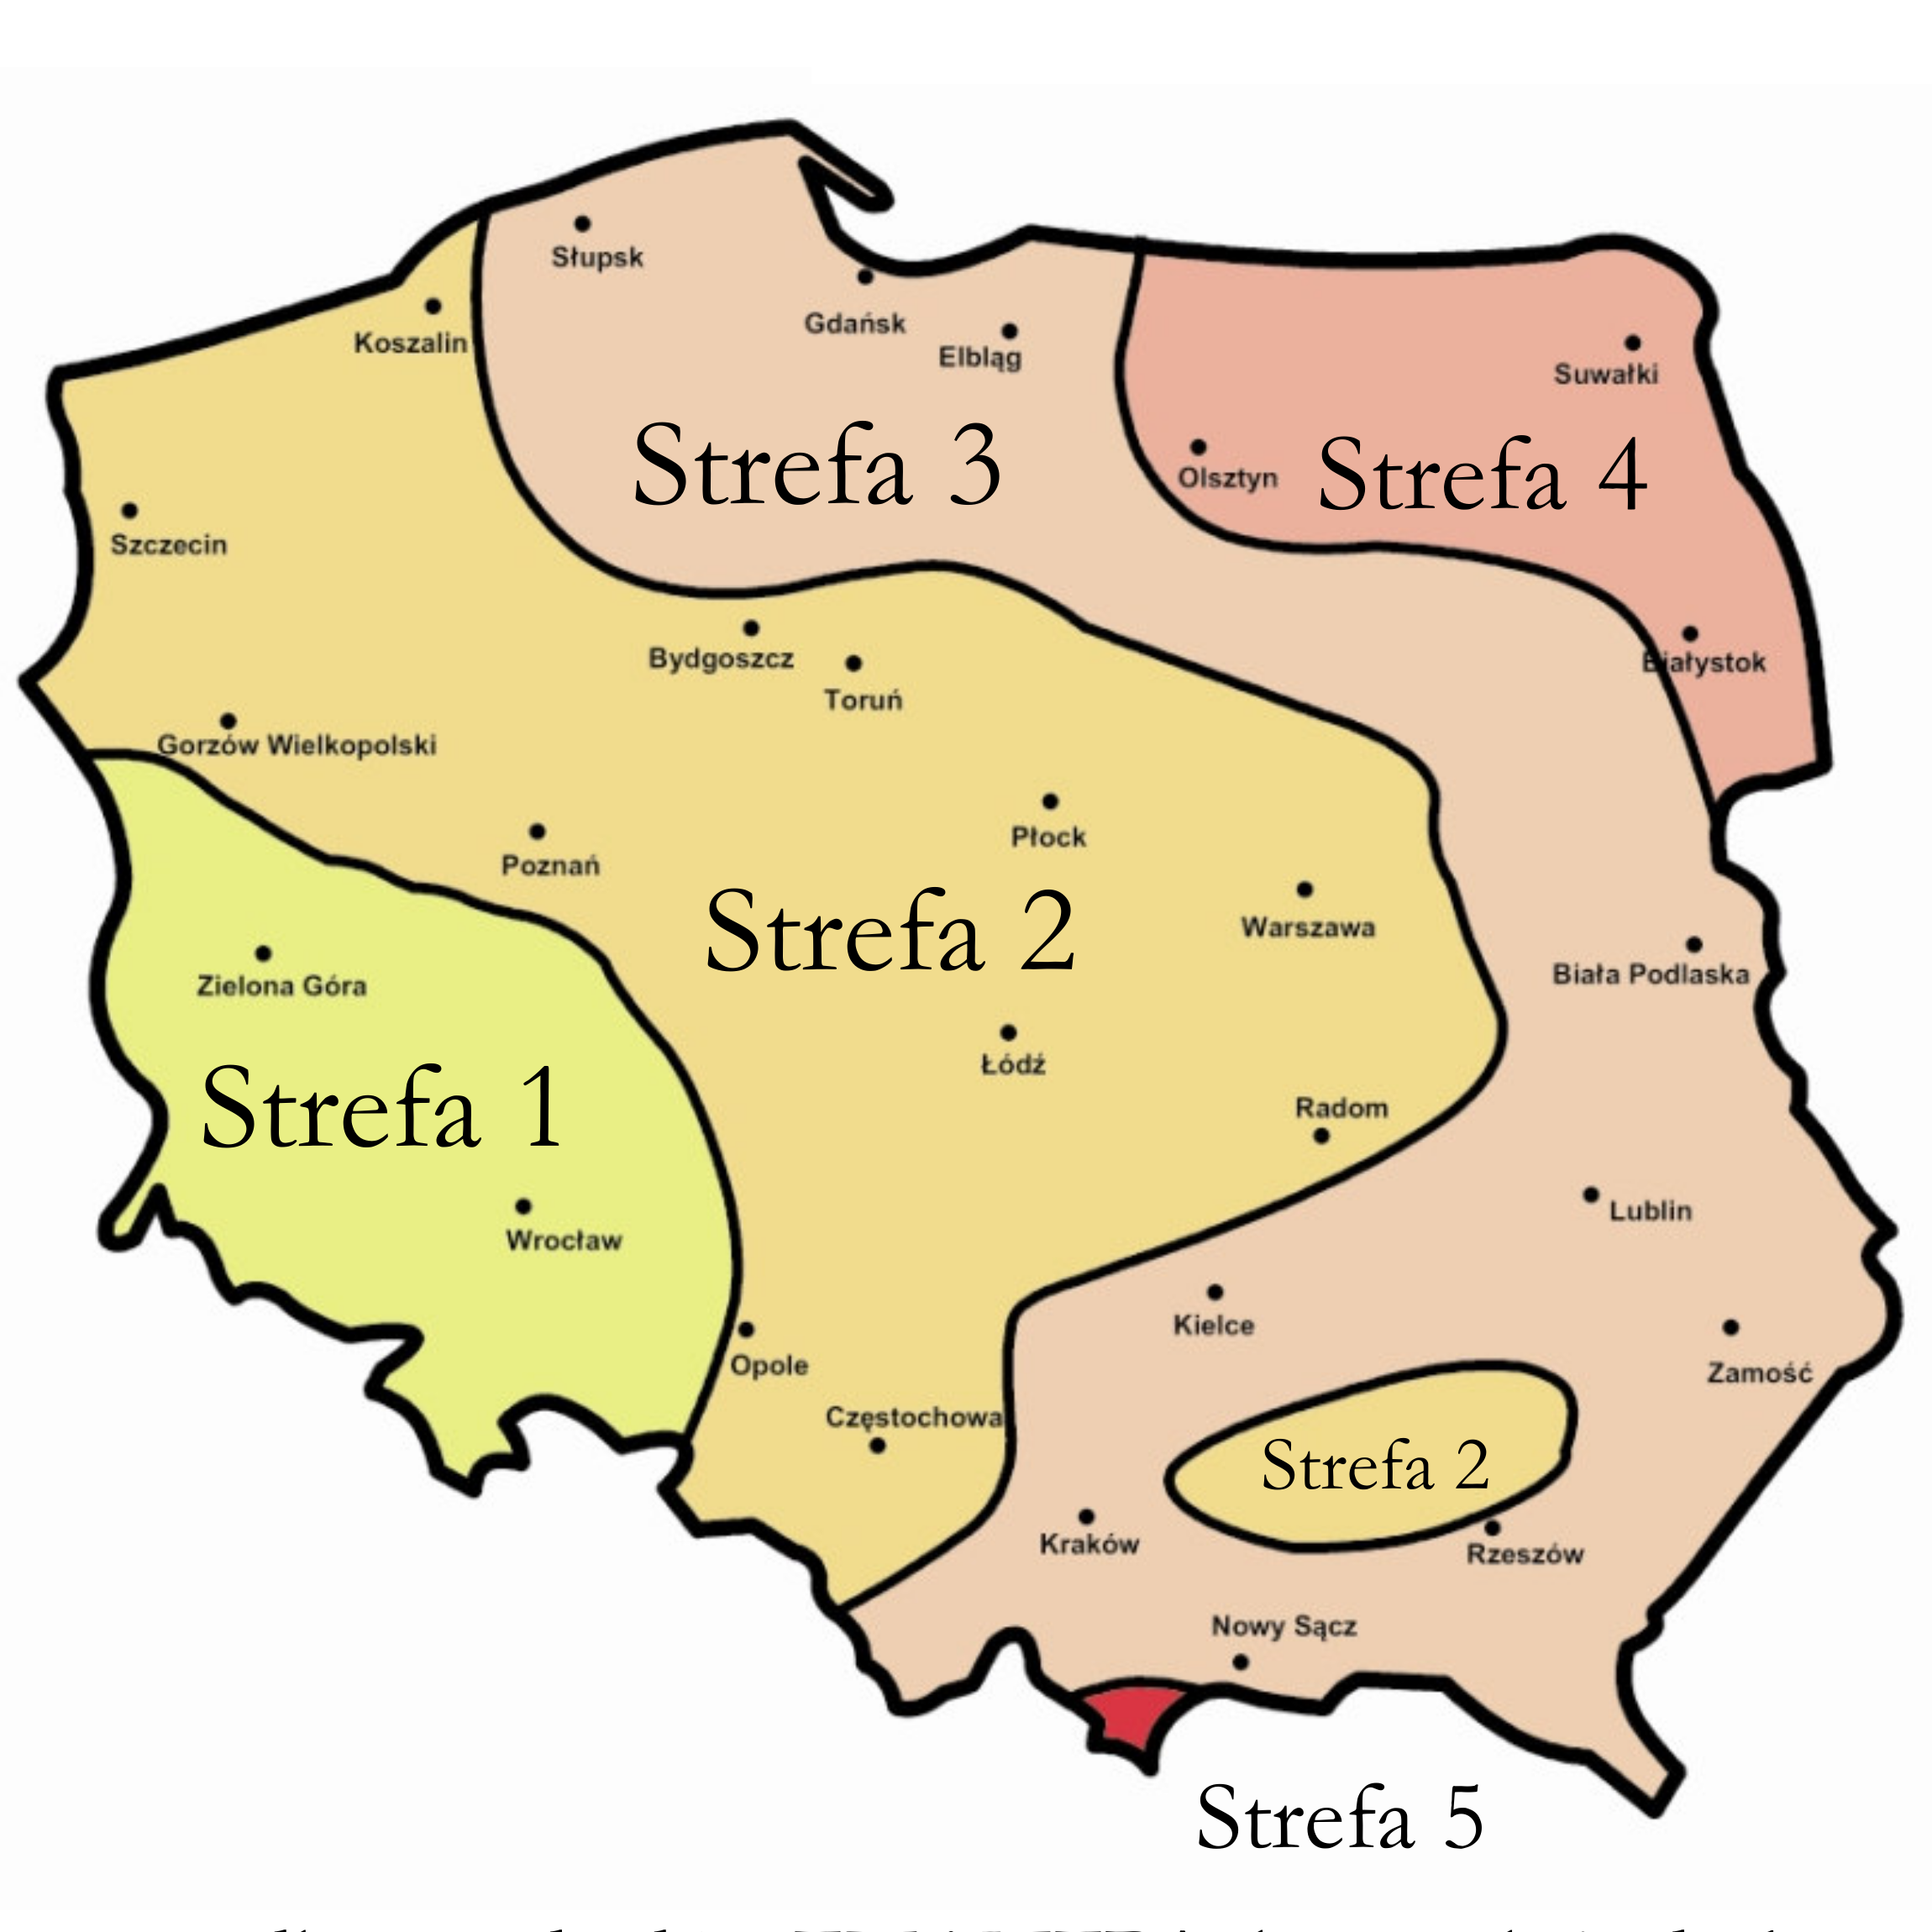 Słupsk
Gdańsk
Elbląg
Koszalin
Suwałki
Strefa 3
Olsztyn
Strefa 4
Szczecin
Bydgoszcz
Toruń
Białystok
Gorzów Wielkopolski
Płock
Poznań
Strefa 2
Warszawa
Biała Podlaska
Zielona Góra
Łódź
Strefa 1
Radom
Lublin
Wrocław
Kielce
Opole
Zamość
Częstochowa
Strefa 2
Kraków
Rzeszów
Nowy Sącz
Strefa 5